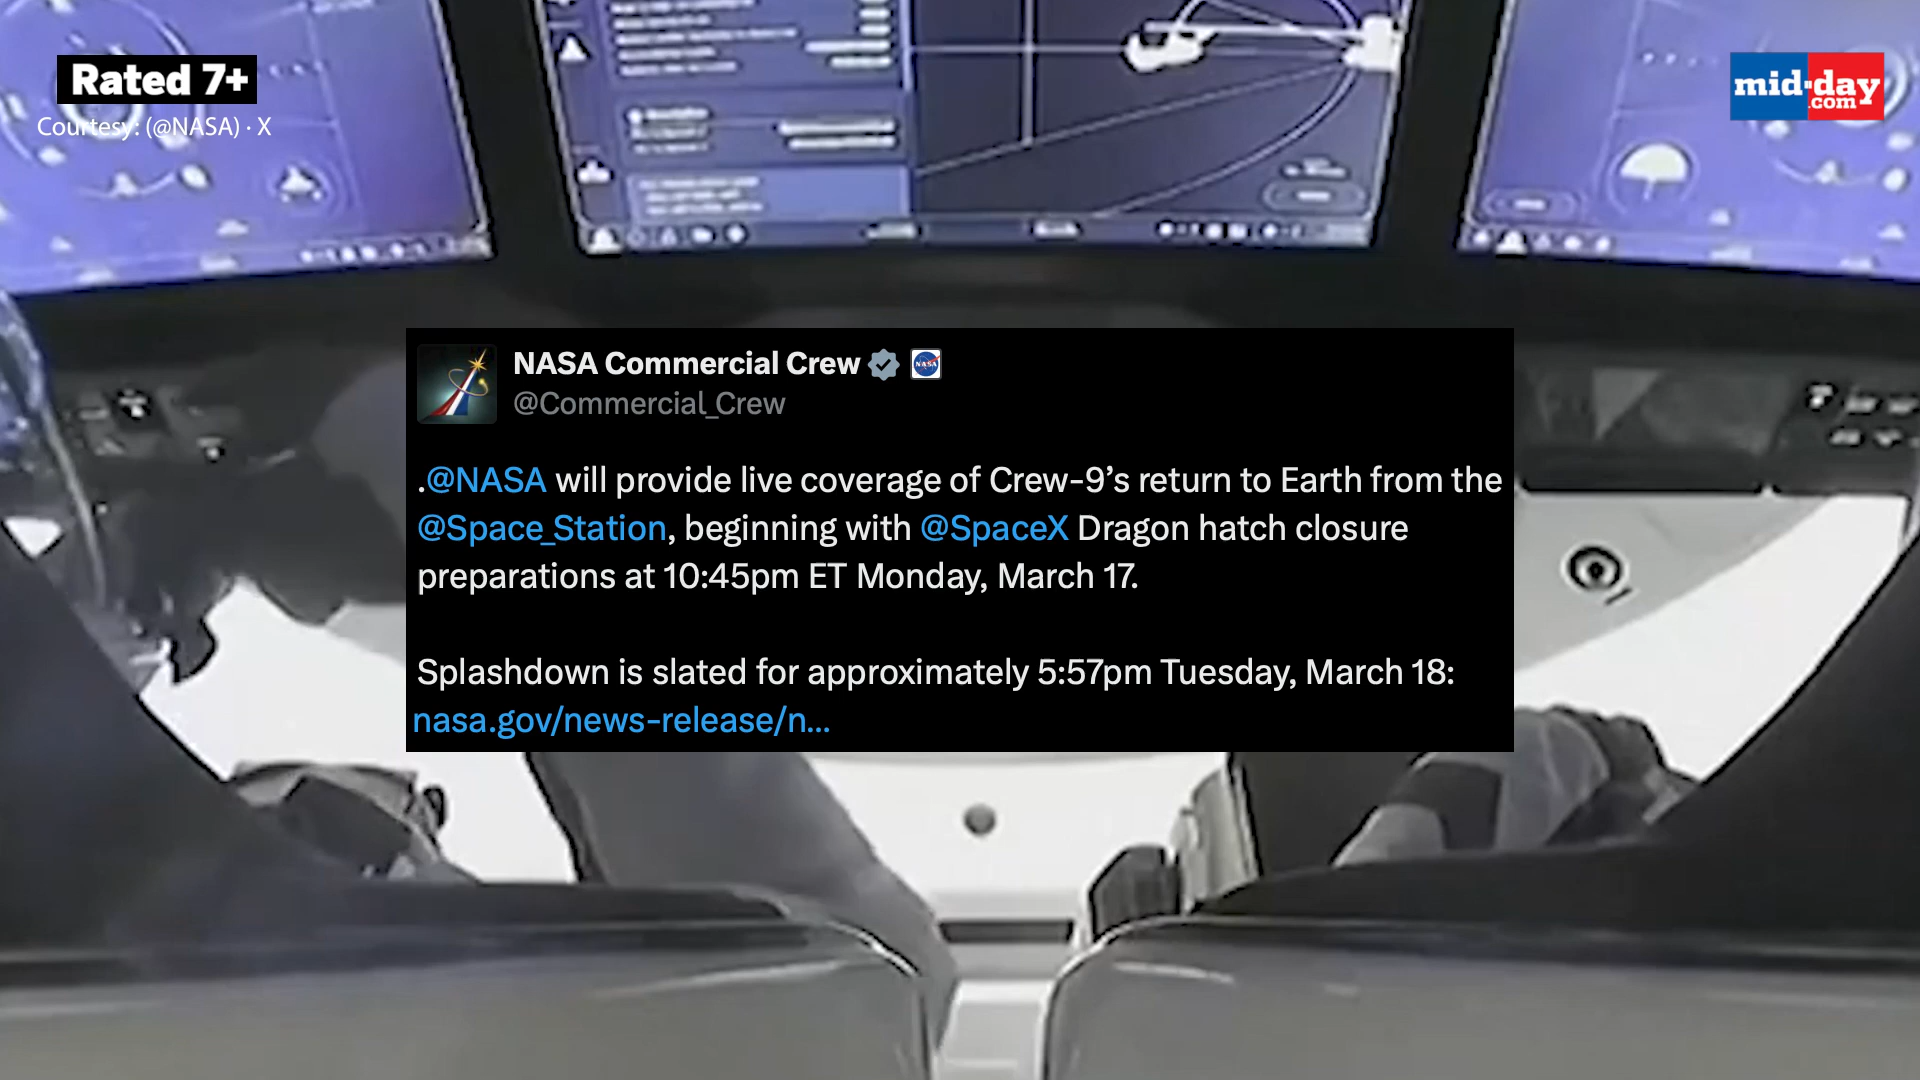 Rated 7+
Courtesy: (@NASA) · X
mid-day
.com
NASA Commercial Crew
NASA
@Commercial_Crew
.@NASA will provide live coverage of Crew-9’s return to Earth from the
@Space_Station, beginning with @SpaceX Dragon hatch closure
preparations at 10:45pm ET Monday, March 17.
Splashdown is slated for approximately 5:57pm Tuesday, March 18:
nasa.gov/news-release/n...